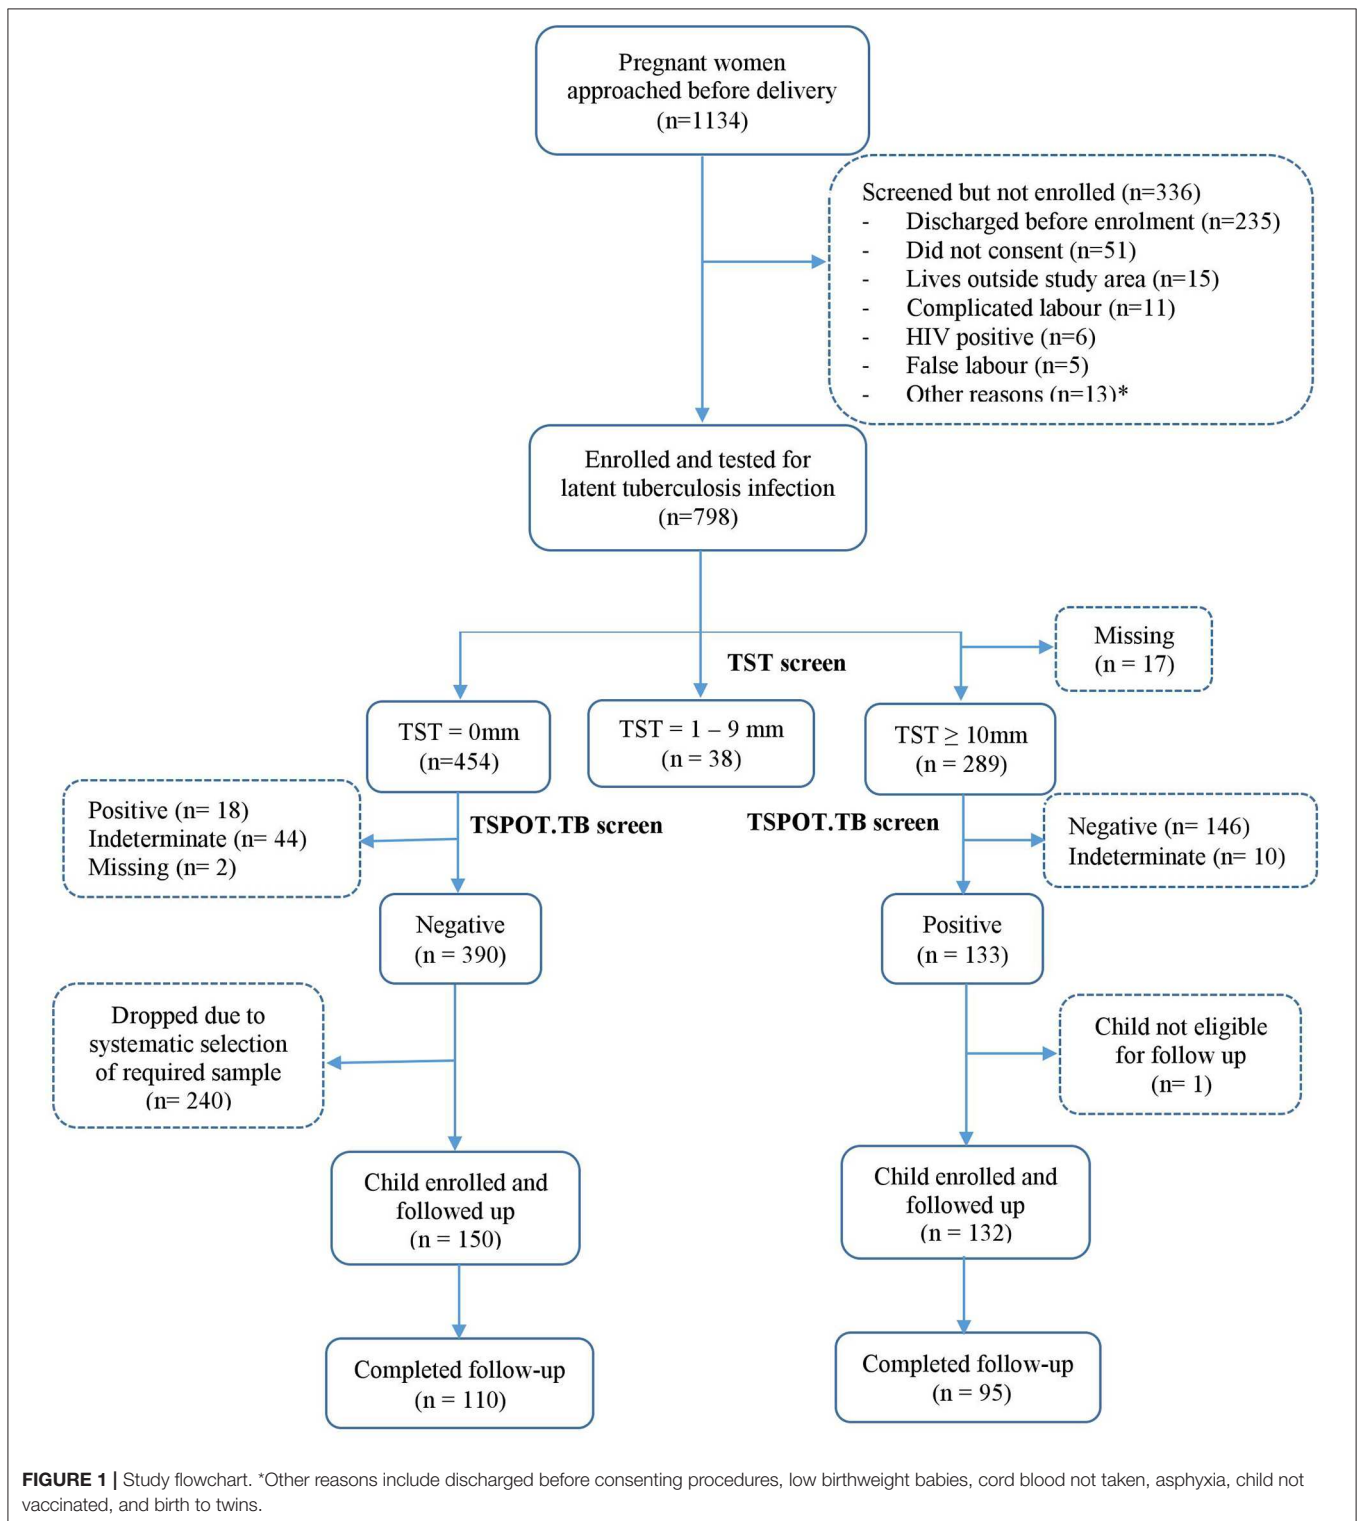 Pregnant women
approached before delivery
(n=1134)
Screened but not enrolled (n=336)
- Discharged before enrolment (n=235)
- Did not consent (n=51)
- Lives outside study area (n=15)
- Complicated labour (n=11)
- HIV positive (n=6)
- False labour (n=5)
- Other reasons (n=13)*
Enrolled and tested for
latent tuberculosis infection
(n=798)
Missing
(n = 17)
TST screen
TST = 0mm
(n=454)
TST = 1 – 9 mm
(n = 38)
TST ≥ 10mm
(n = 289)
Positive (n= 18)
Indeterminate (n= 44)
Missing (n= 2)
TSPOT.TB screen
TSPOT.TB screen
Negative (n= 146)
Indeterminate (n= 10)
Negative
(n = 390)
Positive
(n = 133)
Dropped due to
systematic selection
of required sample
(n= 240)
Child not eligible
for follow up
(n= 1)
Child enrolled and
followed up
(n = 150)
Child enrolled and
followed up
(n = 132)
Completed follow-up
(n = 110)
Completed follow-up
(n = 95)
FIGURE 1 | Study flowchart. *Other reasons include discharged before consenting procedures, low birthweight babies, cord blood not taken, asphyxia, child not
vaccinated, and birth to twins.